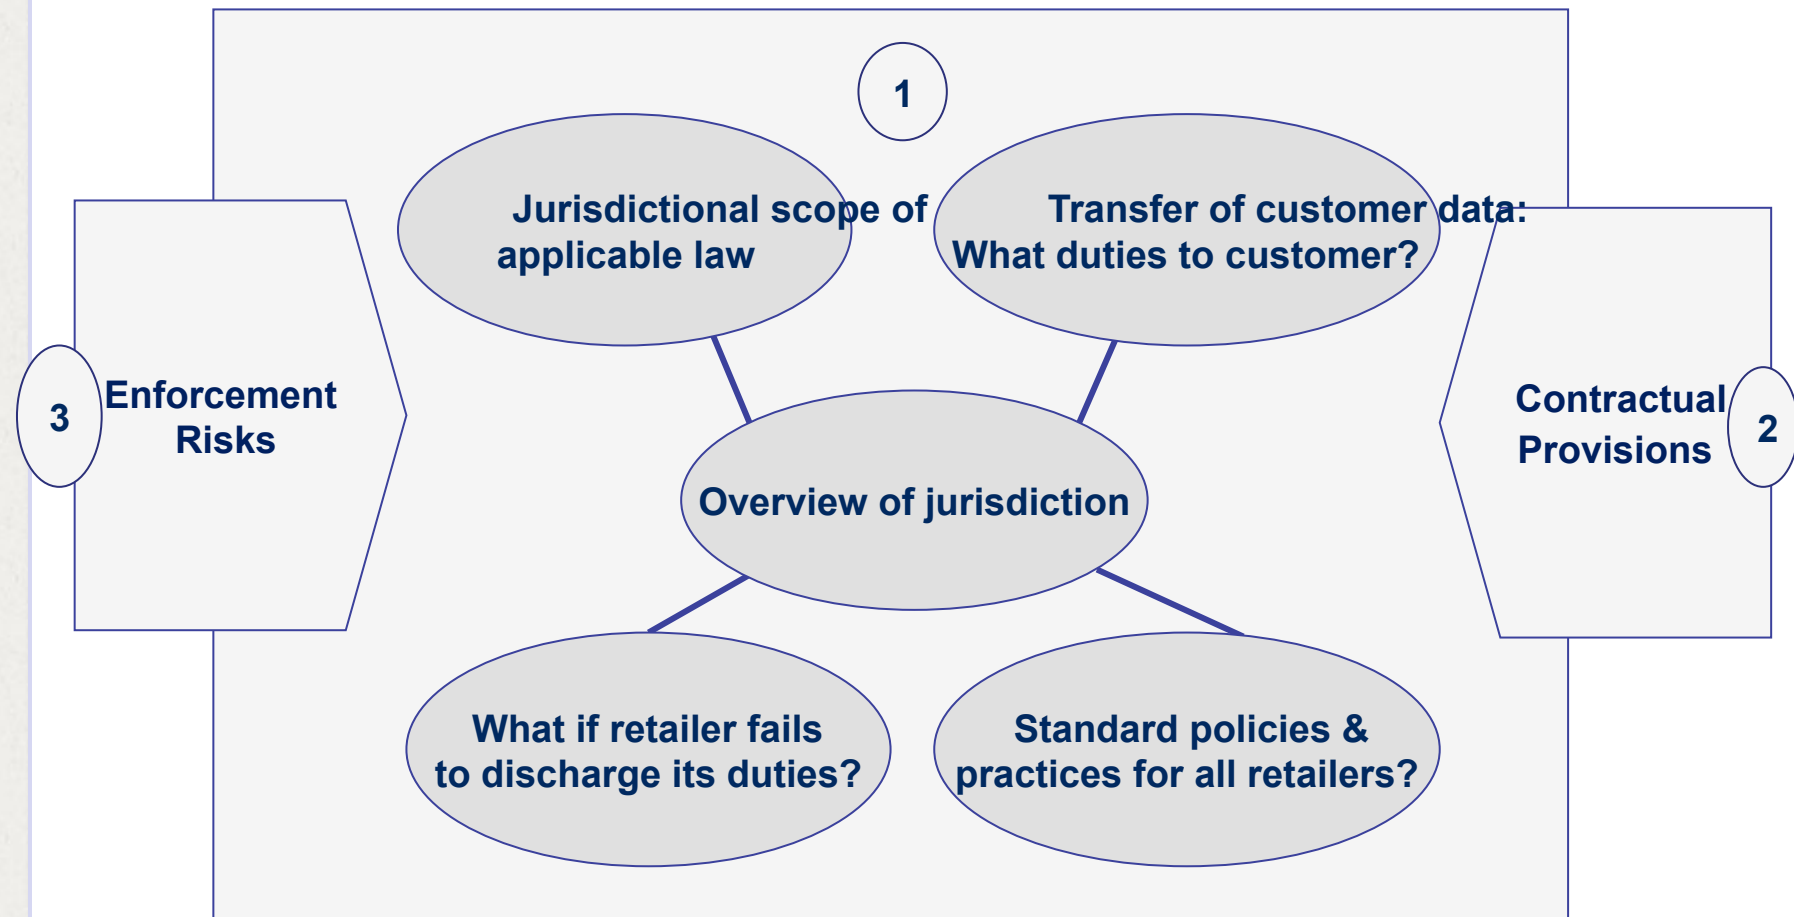 1
Jurisdictional scope of
applicable law
Transfer of customer data:
What duties to customer?
3
Enforcement
Risks
Contractual
Provisions
2
Overview of jurisdiction
What if retailer fails
to discharge its duties?
Standard policies &
practices for all retailers?